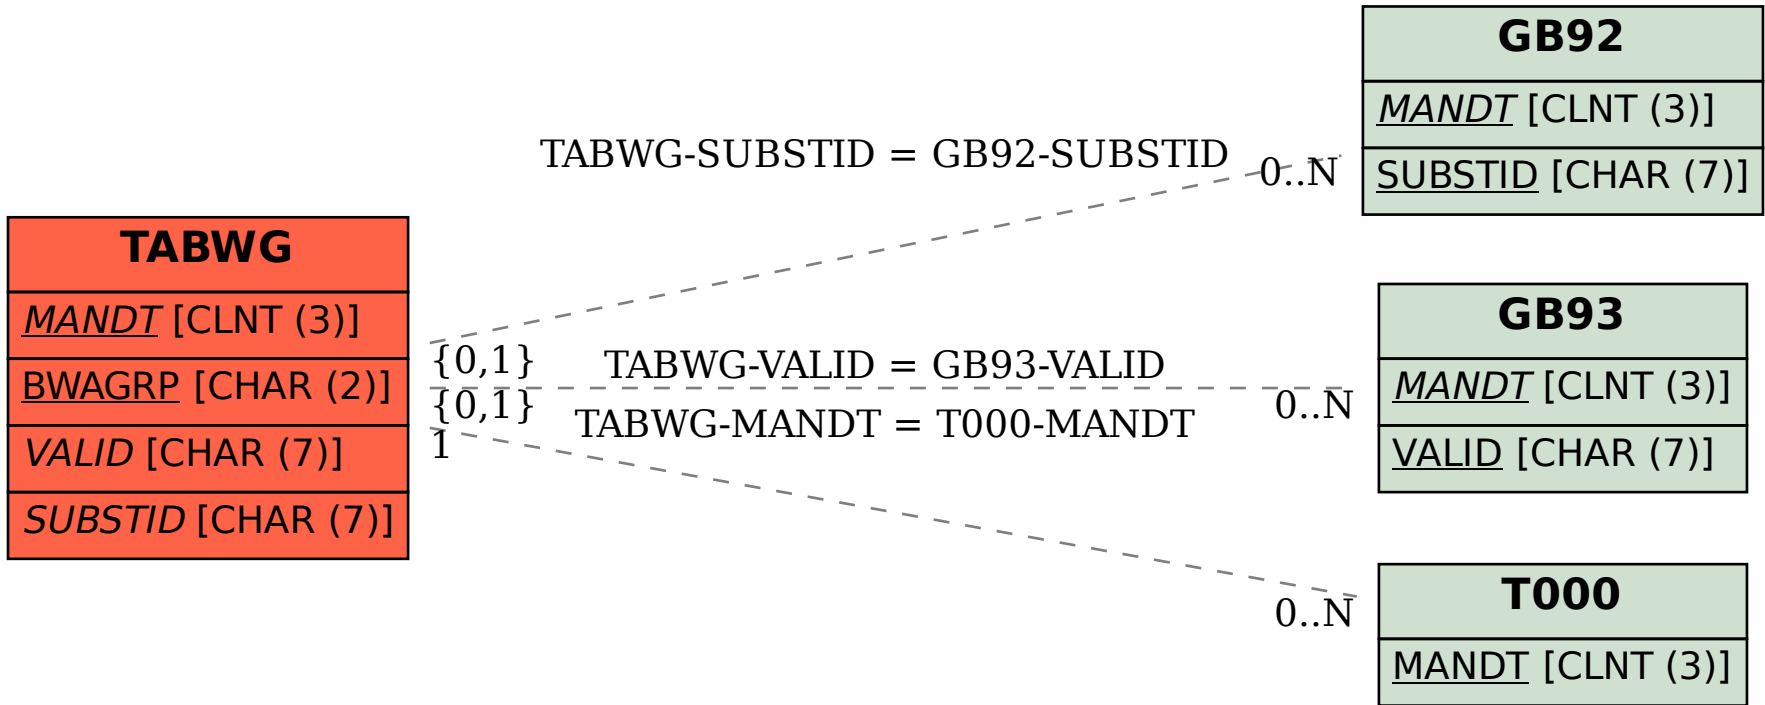 TABWG
MANDT [CLNT (3)]
BWAGRP [CHAR (2)]
VALID [CHAR (7)]
SUBSTID [CHAR (7)]
TABWG-SUBSTID = GB92-SUBSTID
0..N
{0,1}
TABWG-VALID = GB93-VALID
{0,1}
0..N
TABWG-MANDT = T000-MANDT
1
0..N
GB92
MANDT [CLNT (3)]
SUBSTID [CHAR (7)]
GB93
MANDT [CLNT (3)]
VALID [CHAR (7)]
T000
MANDT [CLNT (3)]